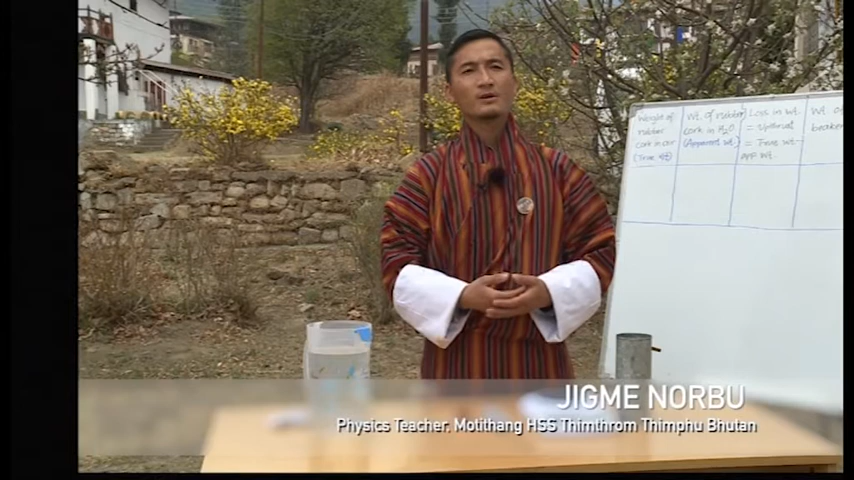 Weight of
rubber
cork in air
(True wt.)
Wt. of rubber
cork in H2O
(Apparent wt.)
Loss in wt.
= Upthrust
= True wt.
App wt.
Wt. of
beaker
JIGME NORBU
Physics Teacher, Motithang HSS Thimthrom Thimphu Bhutan